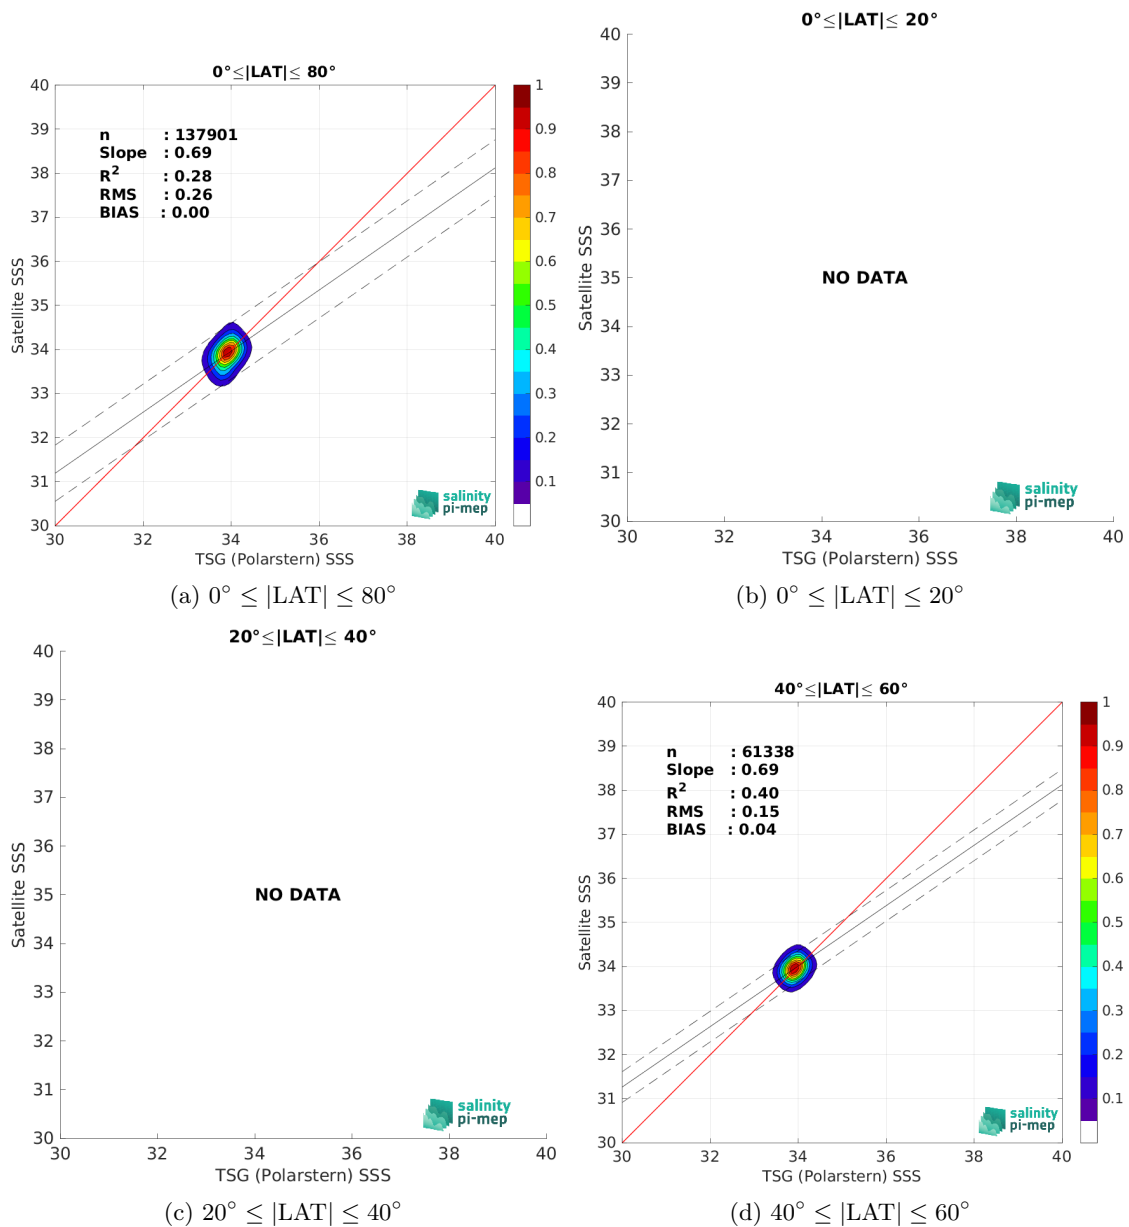 0°≤|LAT|≤ 80°
40
39
38
37
36
35
34
33
32
31
30
Satellite SSS
n : 137901
Slope : 0.69
R² : 0.28
RMS : 0.26
BIAS : 0.00
salinity
pi-mep
30 32 34 36 38 40
TSG (Polarstern) SSS
1
0.9
0.8
0.7
0.6
0.5
0.4
0.3
0.2
0.1
(a) 0° ≤ |LAT| ≤ 80°
0°≤|LAT|≤ 20°
40
39
38
37
36
35
34
33
32
31
30
Satellite SSS
NO DATA
salinity
pi-mep
30 32 34 36 38 40
TSG (Polarstern) SSS
(b) 0° ≤ |LAT| ≤ 20°
20°≤|LAT|≤ 40°
40
39
38
37
36
35
34
33
32
31
30
Satellite SSS
NO DATA
salinity
pi-mep
30 32 34 36 38 40
TSG (Polarstern) SSS
(c) 20° ≤ |LAT| ≤ 40°
40°≤|LAT|≤ 60°
40
39
38
37
36
35
34
33
32
31
30
Satellite SSS
n : 61338
Slope : 0.69
R² : 0.40
RMS : 0.15
BIAS : 0.04
salinity
pi-mep
30 32 34 36 38 40
TSG (Polarstern) SSS
1
0.9
0.8
0.7
0.6
0.5
0.4
0.3
0.2
0.1
(d) 40° ≤ |LAT| ≤ 60°